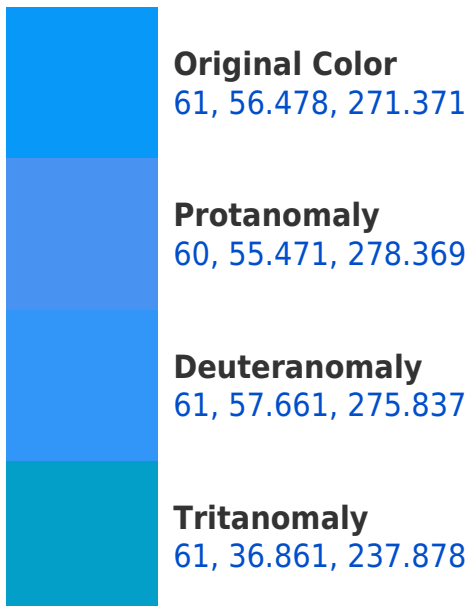 Original Color
61, 56.478, 271.371
Protanomaly
60, 55.471, 278.369
Deuteranomaly
61, 57.661, 275.837
Tritanomaly
61, 36.861, 237.878